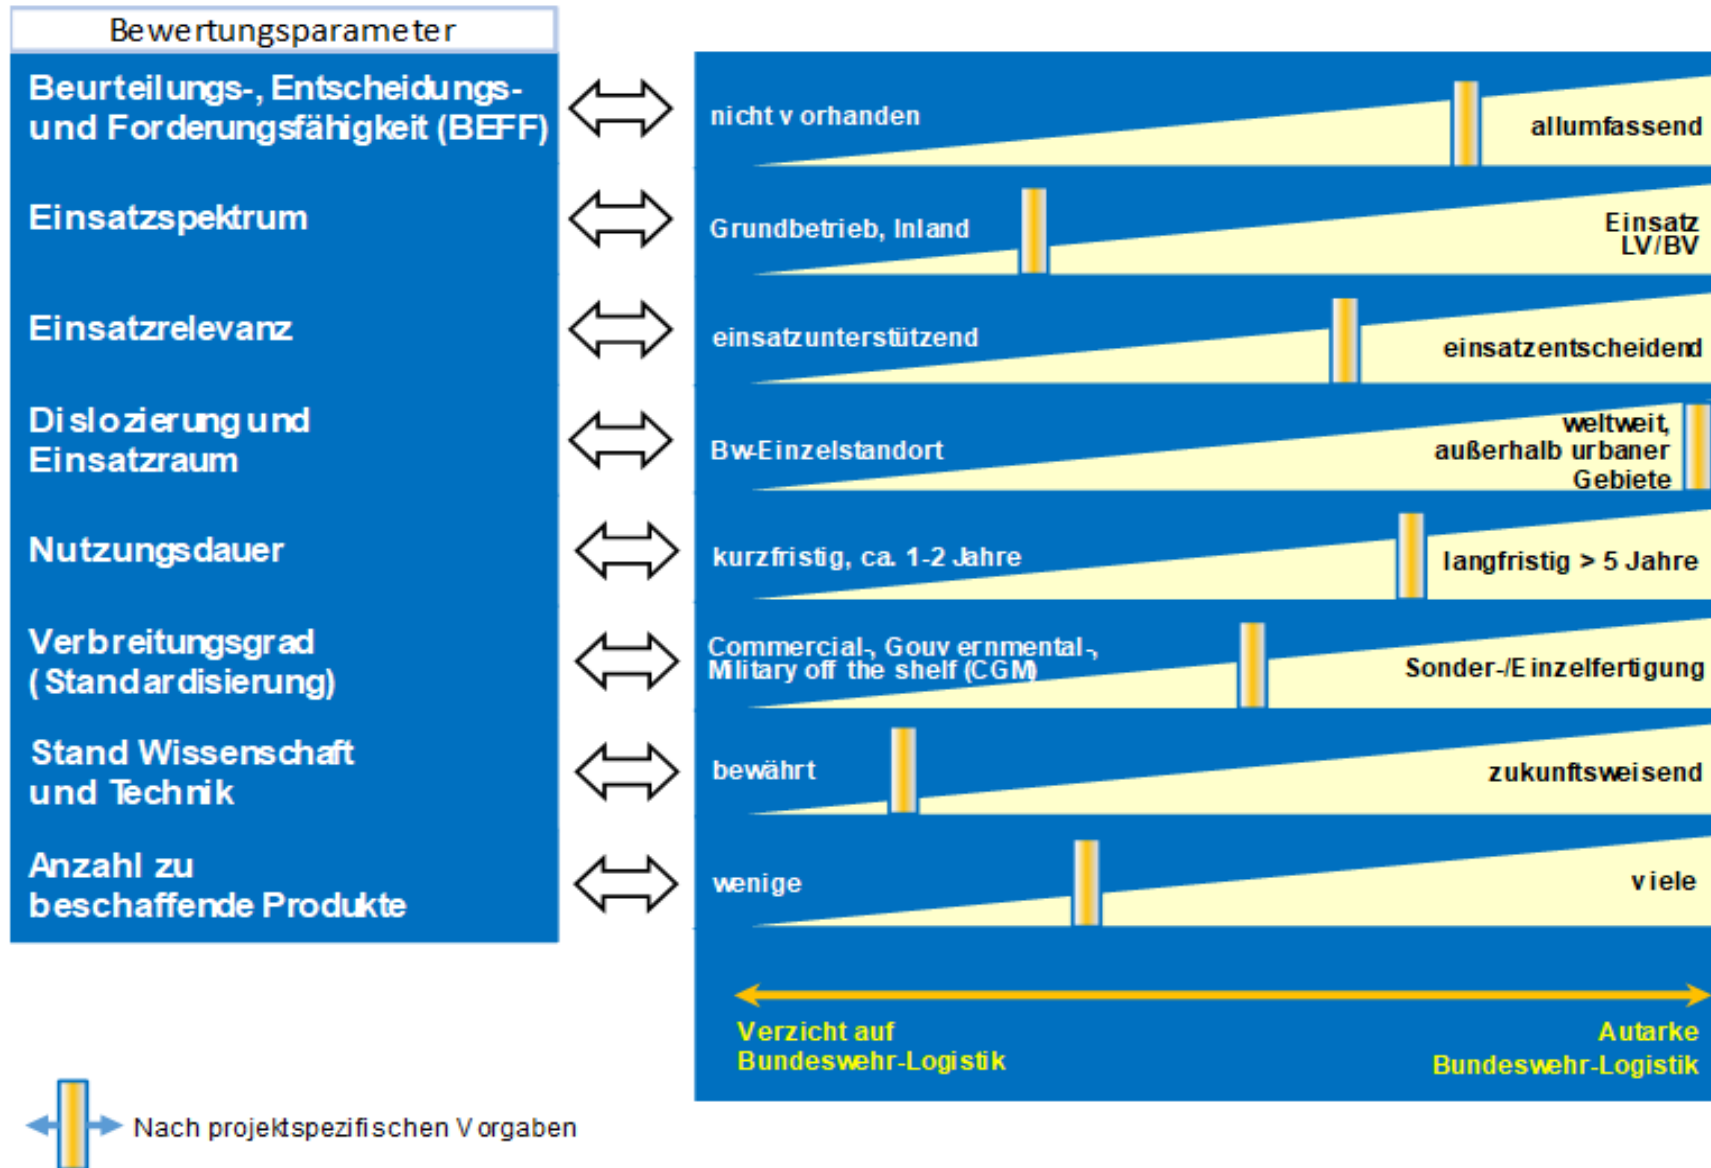 Bewertungsparameter
Beurteilungs-, Entscheidungs-
und Forderungsfähigkeit (BEFF)
nicht vorhanden
allumfassend
Einsatzspektrum
Grundbetrieb, Inland
Einsatz
LV/BV
Einsatzrelevanz
einsatzunterstützend
einsatzentscheidend
Dislozierung und
Einsatzraum
Bw-Einzelstandort
weltweit,
außerhalb urbaner
Gebiete
Nutzungsdauer
kurzfristig, ca. 1-2 Jahre
langfristig > 5 Jahre
Verbreitungsgrad
(Standardisierung)
Commercial-, Gouvernmental-,
Military off the shelf (CGM)
Sonder-/Einzelfertigung
Stand Wissenschaft
und Technik
bewährt
zukunftsweisend
Anzahl zu
beschaffende Produkte
wenige
viele
Verzicht auf
Bundeswehr-Logistik
Autarke
Bundeswehr-Logistik
Nach projektspezifischen Vorgaben